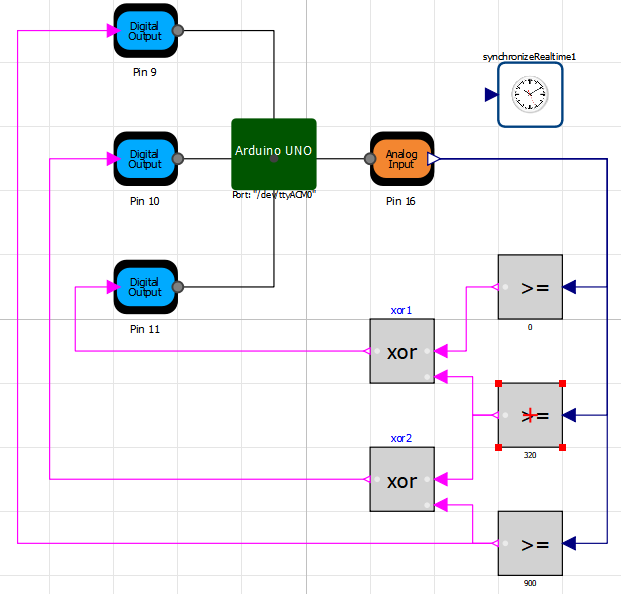 Digital
Output
Pin 9
synchronizeRealtime1
Digital
Output
Pin 10
Arduino UNO
Port: "/dev/ttyACM0"
Analog
Input
Pin 16
Digital
Output
Pin 11
>=
0
xor1
xor
>=
320
xor2
xor
>=
900